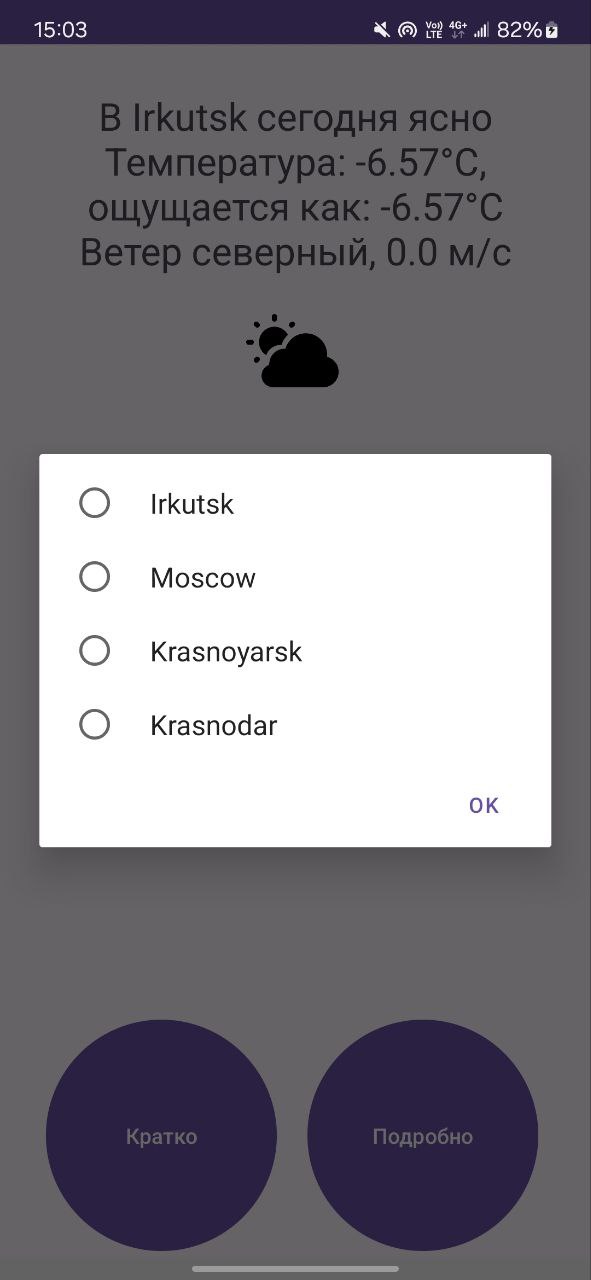 15:03
Vo)) LTE 4G+ 82%
В Irkutsk сегодня ясно
Температура: -6.57°C,
ощущается как: -6.57°C
Ветер северный, 0.0 м/с
Irkutsk
Moscow
Krasnoyarsk
Krasnodar
OK
Кратко
Подробно